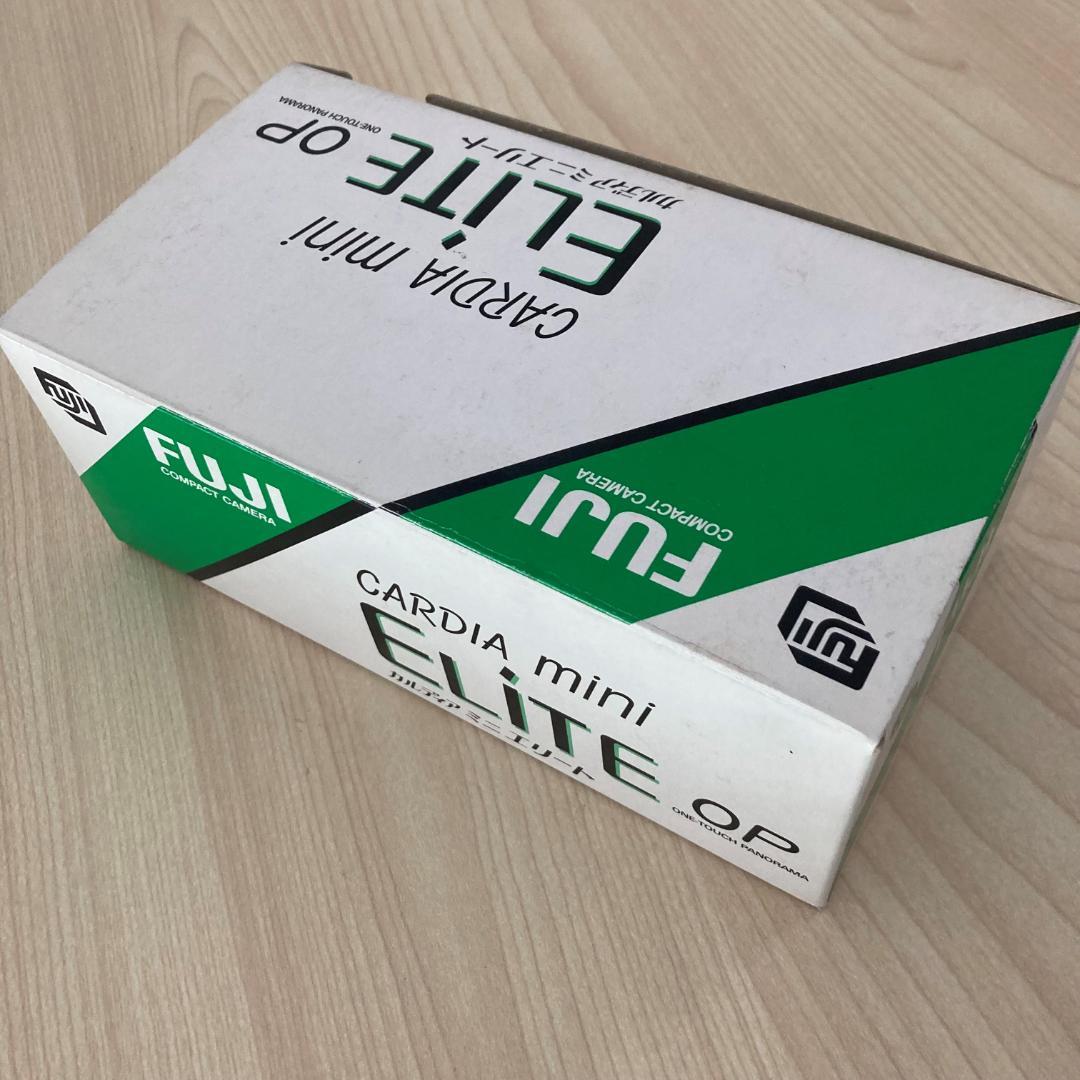 CARDIA mini
ELiTE OP
カルディア ミニ エリート
ONE-TOUCH PANORAMA
FUJI
COMPACT CAMERA
FUJI
FUJI
FUJI
COMPACT CAMERA
CARDIA mini
ELiTE OP
カルディア ミニ エリート
ONE-TOUCH PANORAMA